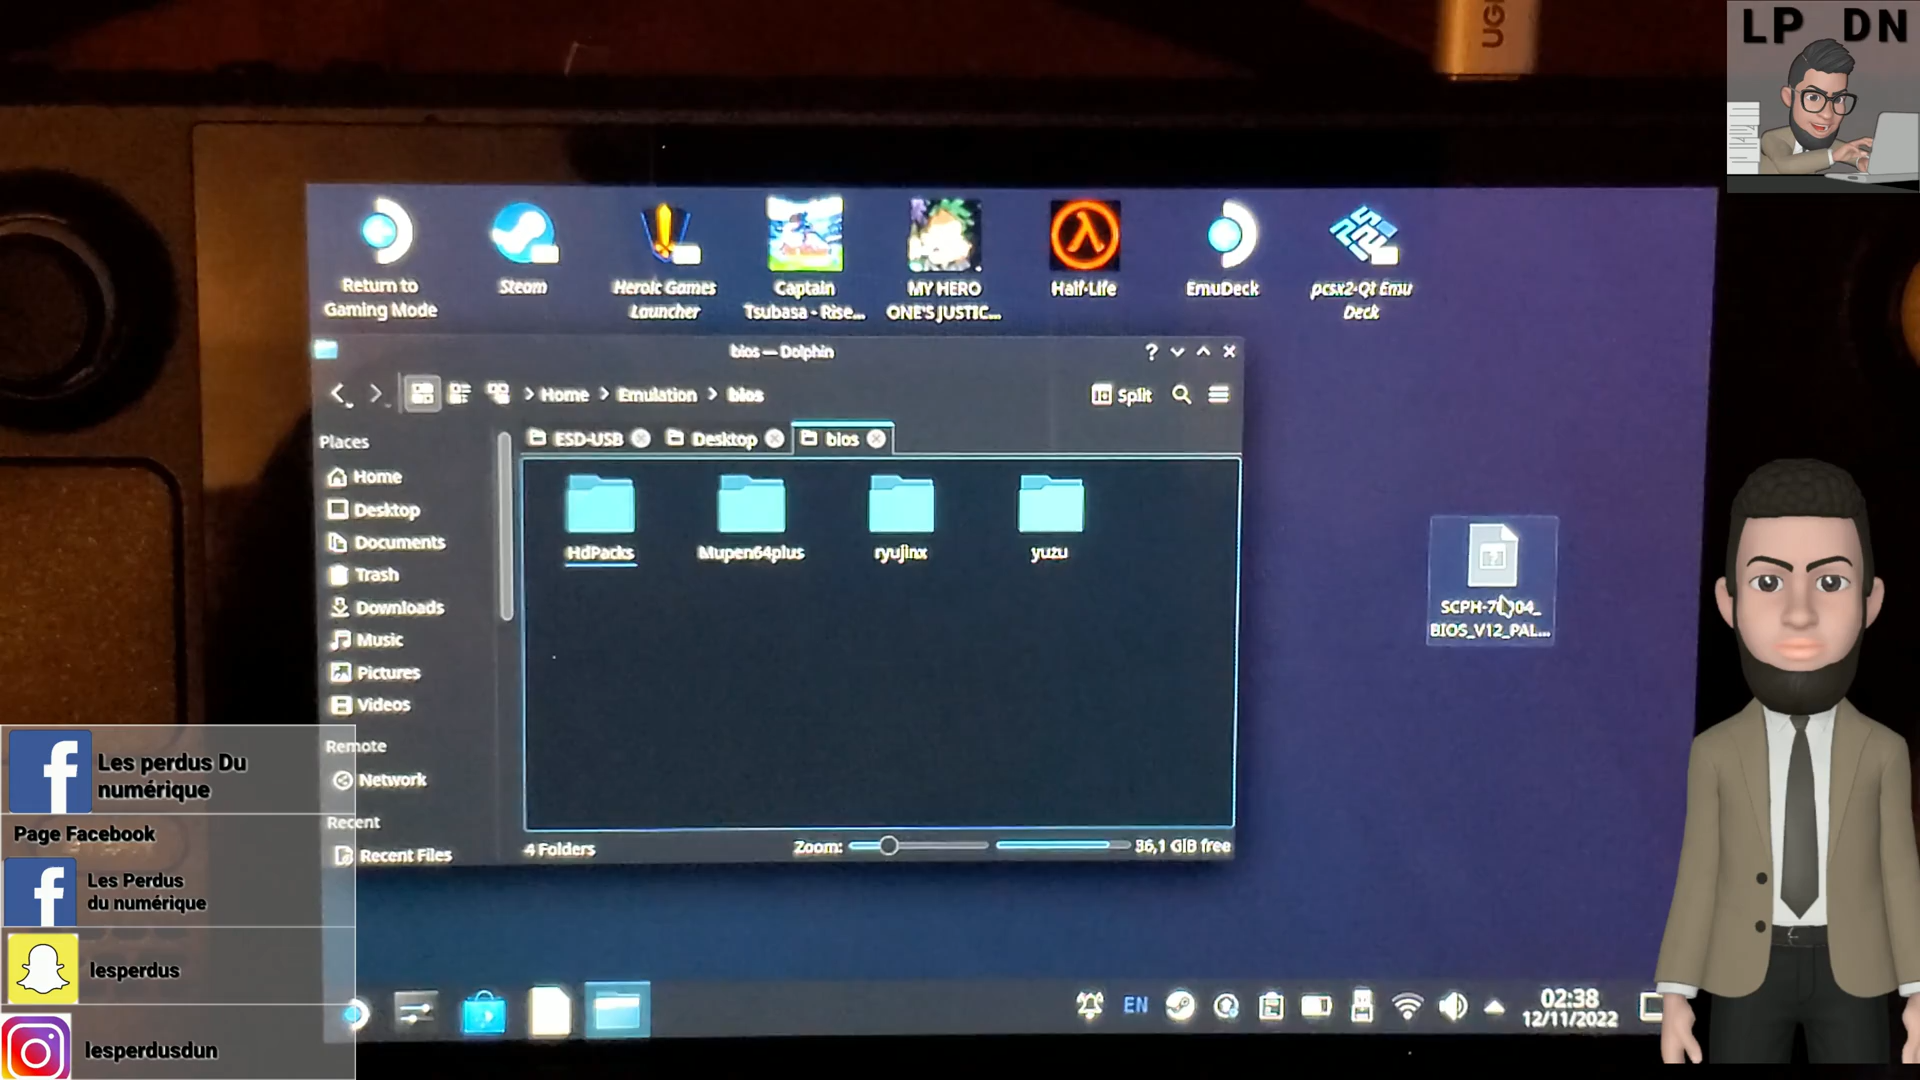 UG
LP DN
Return to
Gaming Mode
Steam
Heroic Games
Launcher
Captain
Tsubasa - Rise...
MY HERO
ONE'S JUSTIC...
Half-Life
EmuDeck
pcsx2-Qt Emu
Deck
bios — Dolphin
Home > Emulation > bios
Split
Places
ESD-USB
Desktop
bios
Home
Desktop
Documents
Trash
Downloads
Music
Pictures
Videos
Remote
Network
Recent
Recent Files
HdPacks
Mupen64plus
ryujinx
yuzu
BIOS_V12_PAL...
4 Folders
Zoom:
36,1 GiB free
Les perdus Du
numérique
Page Facebook
Les Perdus
du numérique
lesperdus
lesperdusdun
EN
02:38
12/11/2022